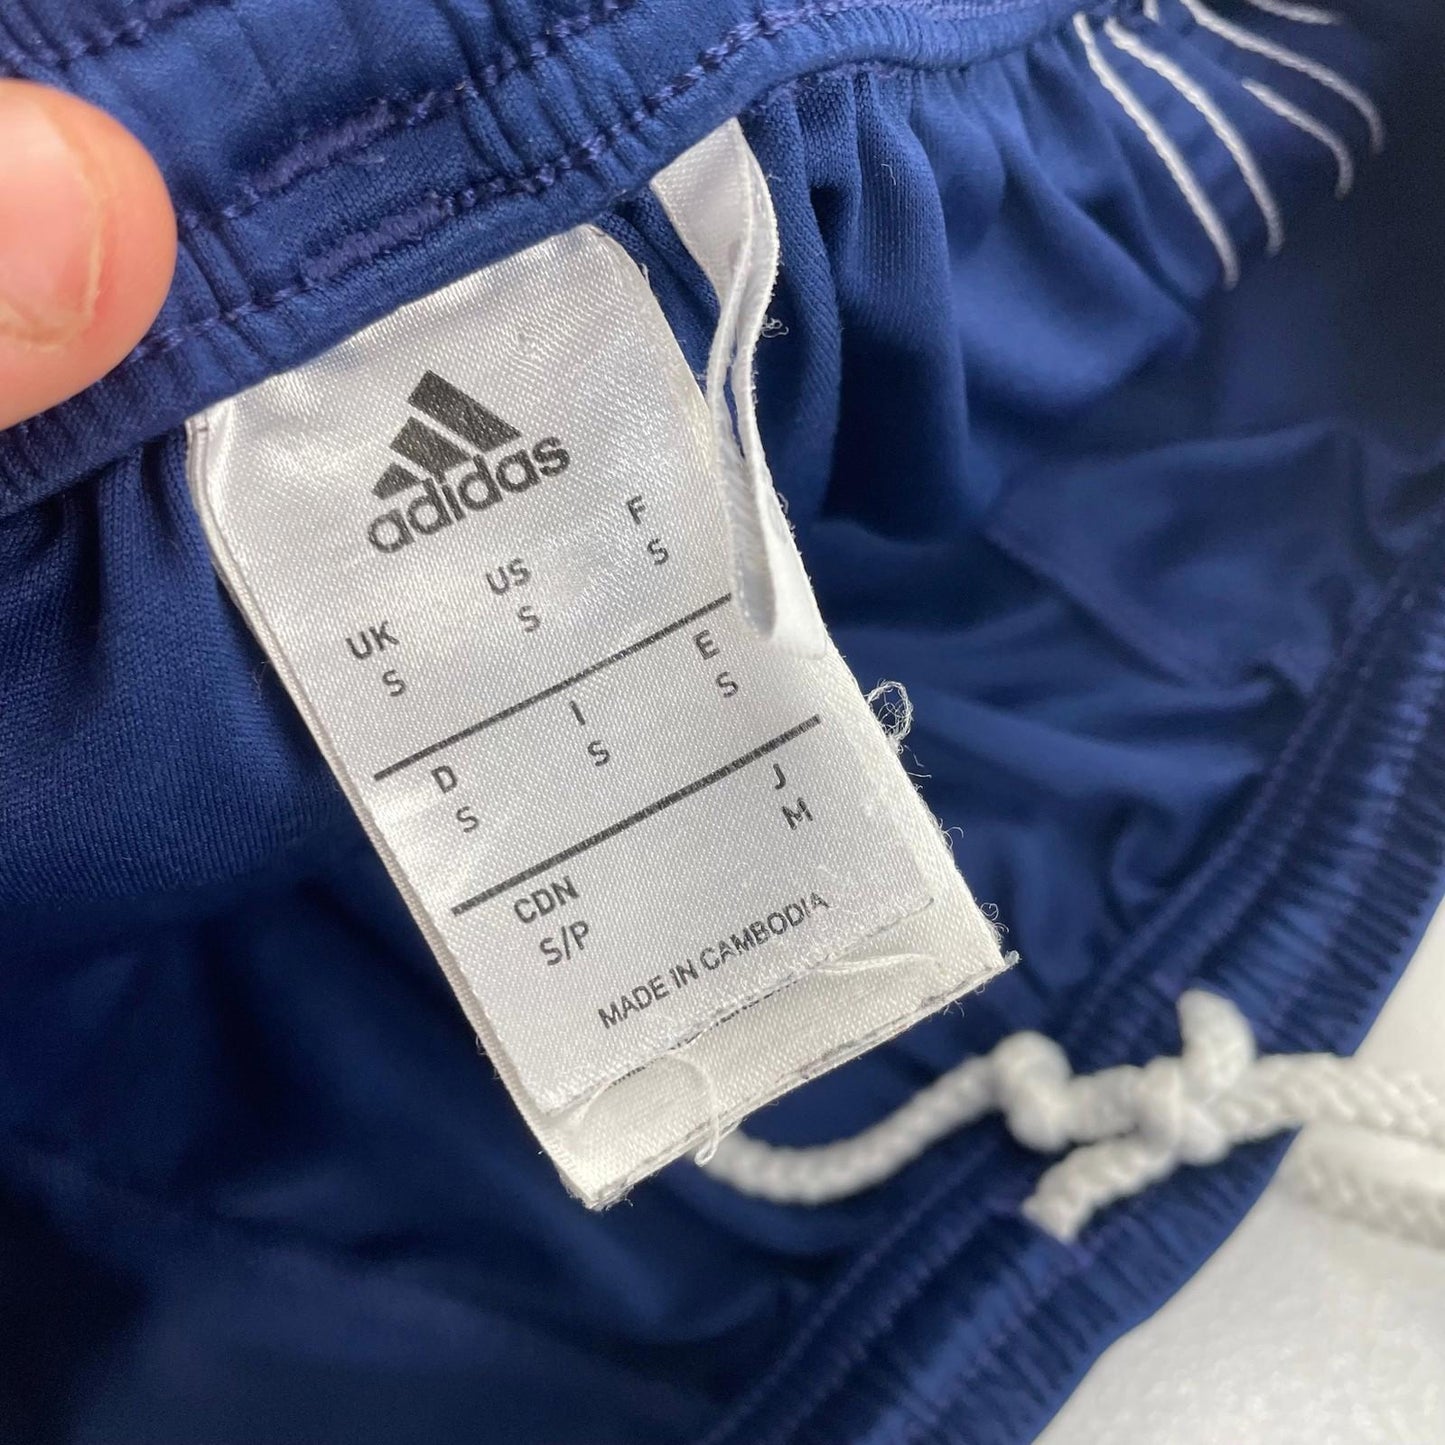 adidas
UK US F
S S S
D I E
S S S
CDN J
S/P M
MADE IN CAMBODIA